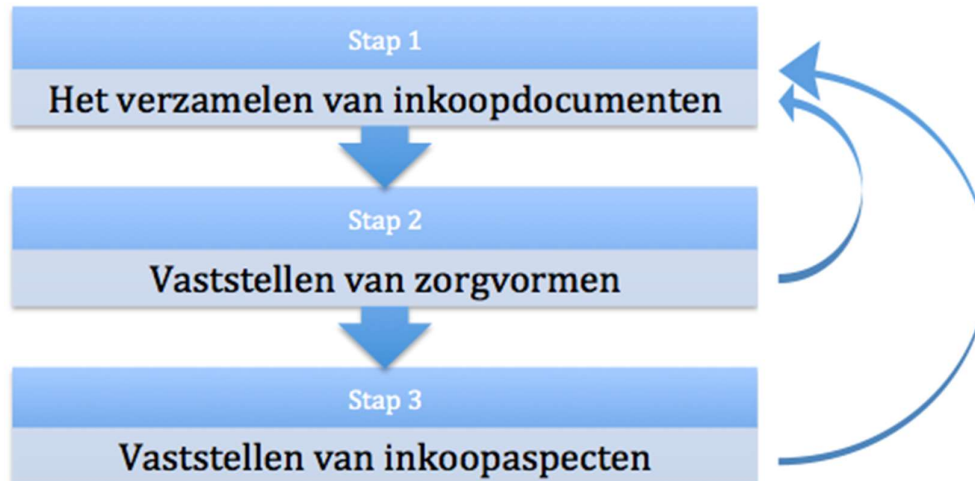 Stap 1
Het verzamelen van inkoopdocumenten
Stap 2
Vaststellen van zorgvormen
Stap 3
Vaststellen van inkoopaspecten